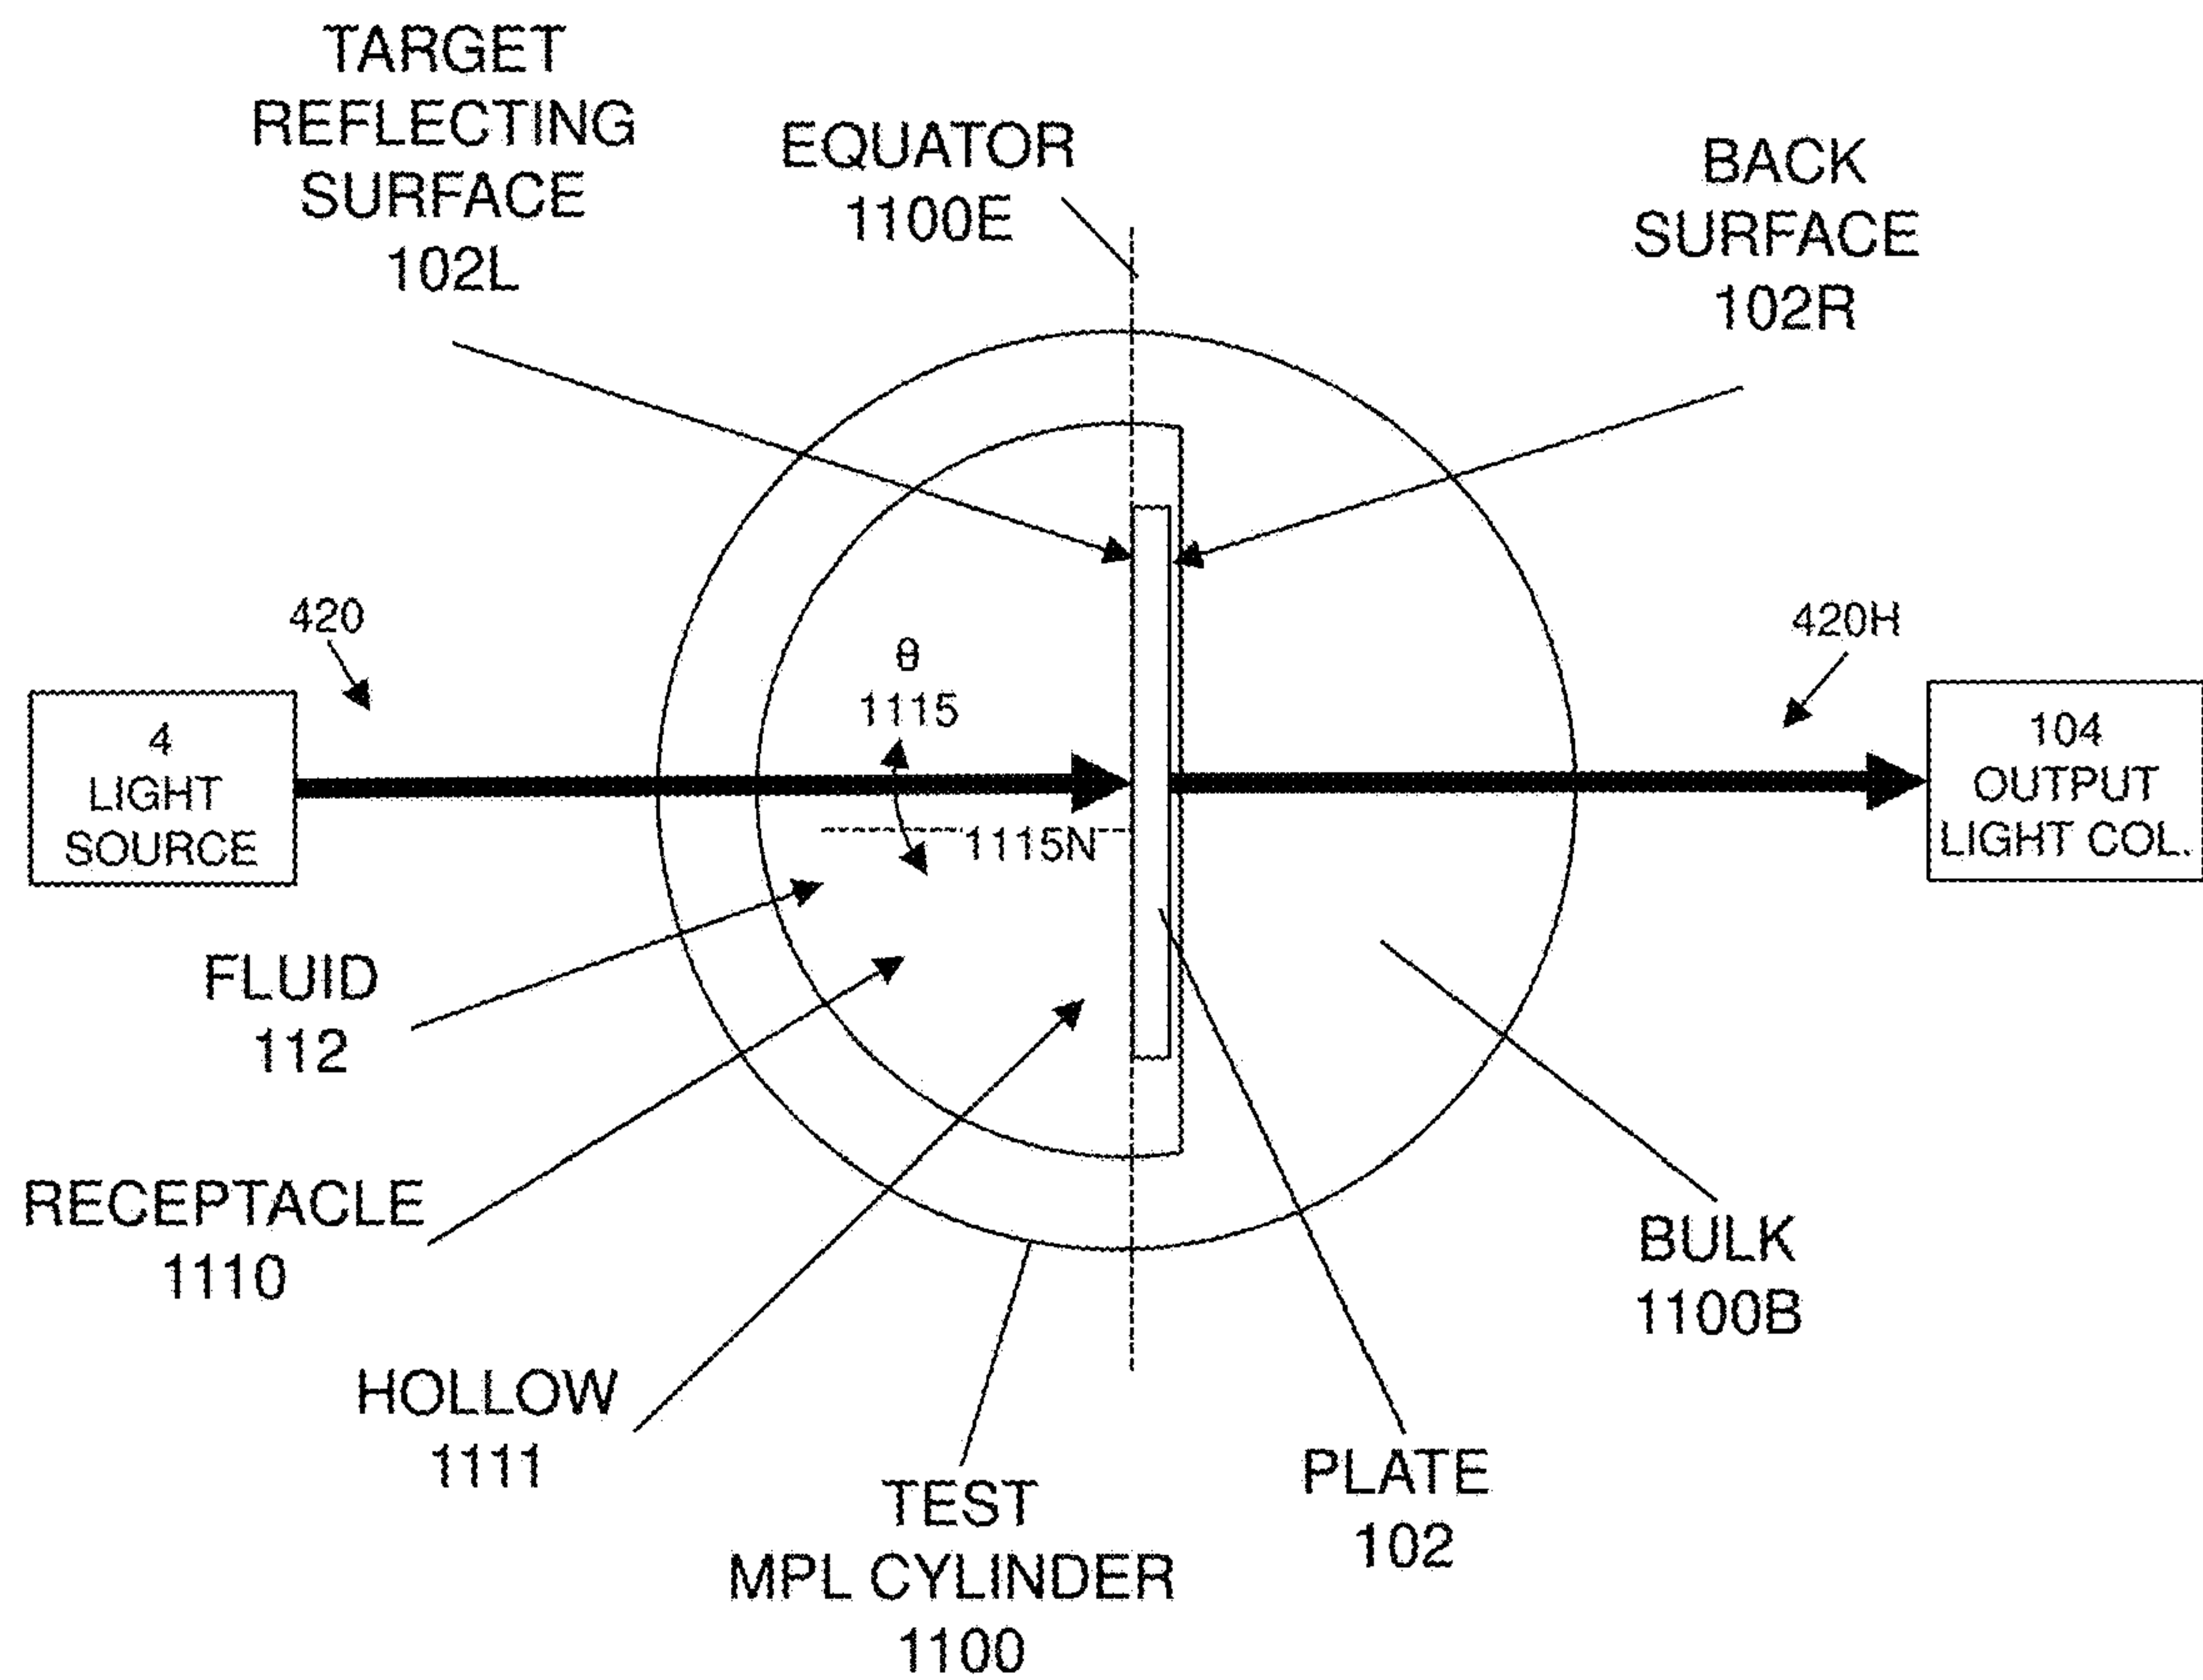 TARGET
REFLECTING
SURFACE
102L
EQUATOR
1100E
BACK
SURFACE
102R
420
θ
1115
420H
4
LIGHT
SOURCE
1115N
104
OUTPUT
LIGHT COL.
FLUID
112
RECEPTACLE
1110
HOLLOW
1111
TEST
MPL CYLINDER
1100
PLATE
102
BULK
1100B